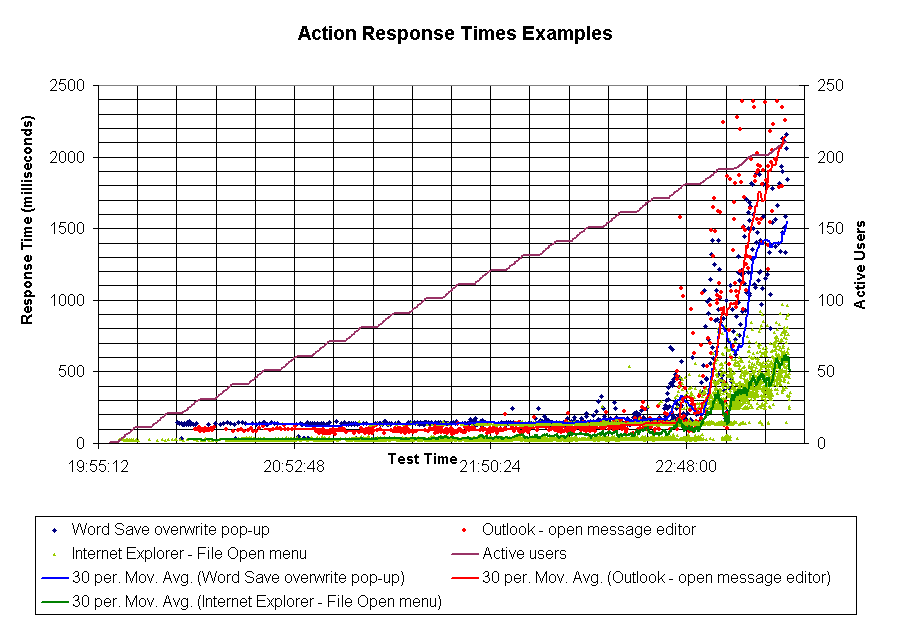 Action Response Times Examples
2500
2000
1500
1000
500
0
Response Time (milliseconds)
250
200
150
100
50
0
Active Users
19:55:12
20:52:48
Test Time
21:50:24
22:48:00
Word Save overwrite pop-up
Outlook - open message editor
Internet Explorer - File Open menu
Active users
30 per. Mov. Avg. (Word Save overwrite pop-up)
30 per. Mov. Avg. (Outlook - open message editor)
30 per. Mov. Avg. (Internet Explorer - File Open menu)